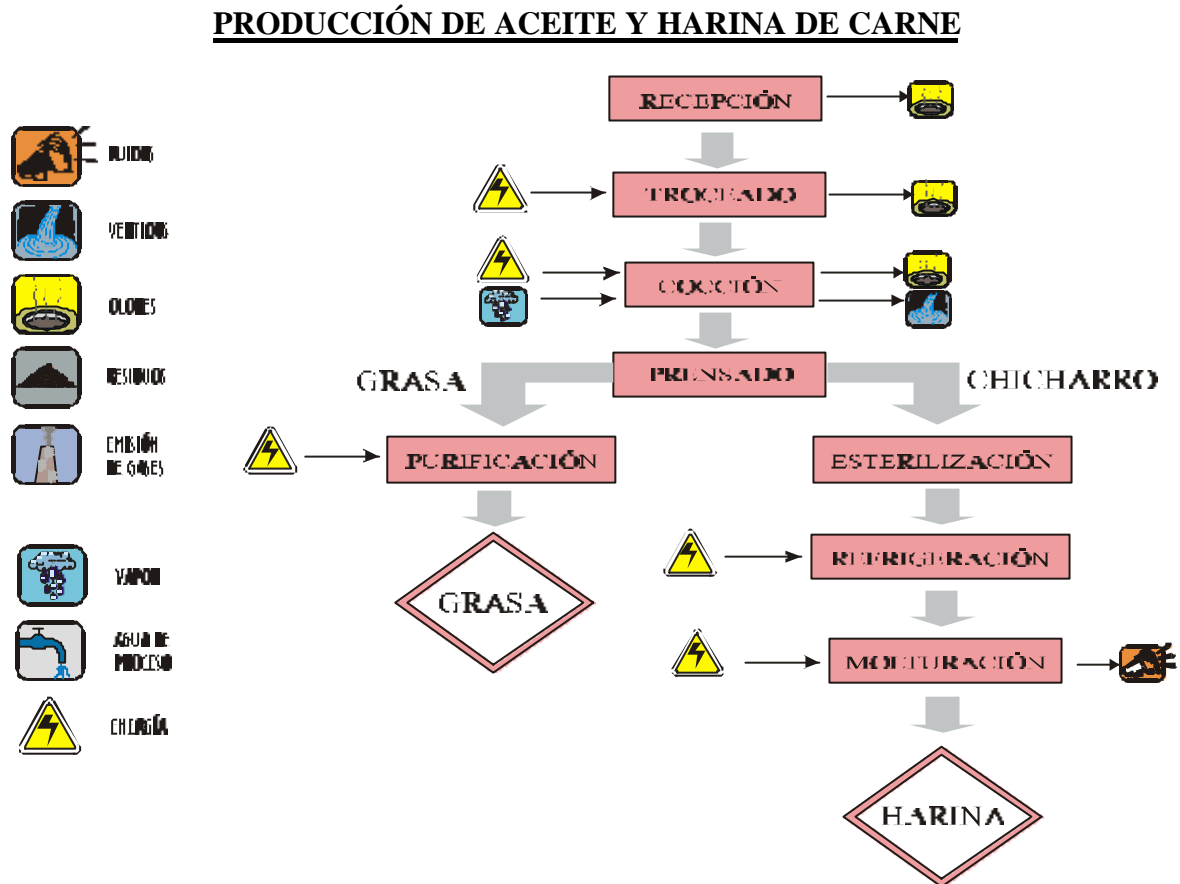 PRODUCCIÓN DE ACEITE Y HARINA DE CARNE
RECEPCIÓN
RUIDOS
TROCEADO
VERTIDOS
COCCIÓN
OLORES
PRENSADO
GRASA
CHICHARRO
RESIDUOS
EMISIÓN
DE GASES
PURIFICACIÓN
ESTERILIZACIÓN
REFRIGERACIÓN
VAPOR
GRASA
AGUA DE
PROCESO
MOLTURACIÓN
ENERGÍA
HARINA